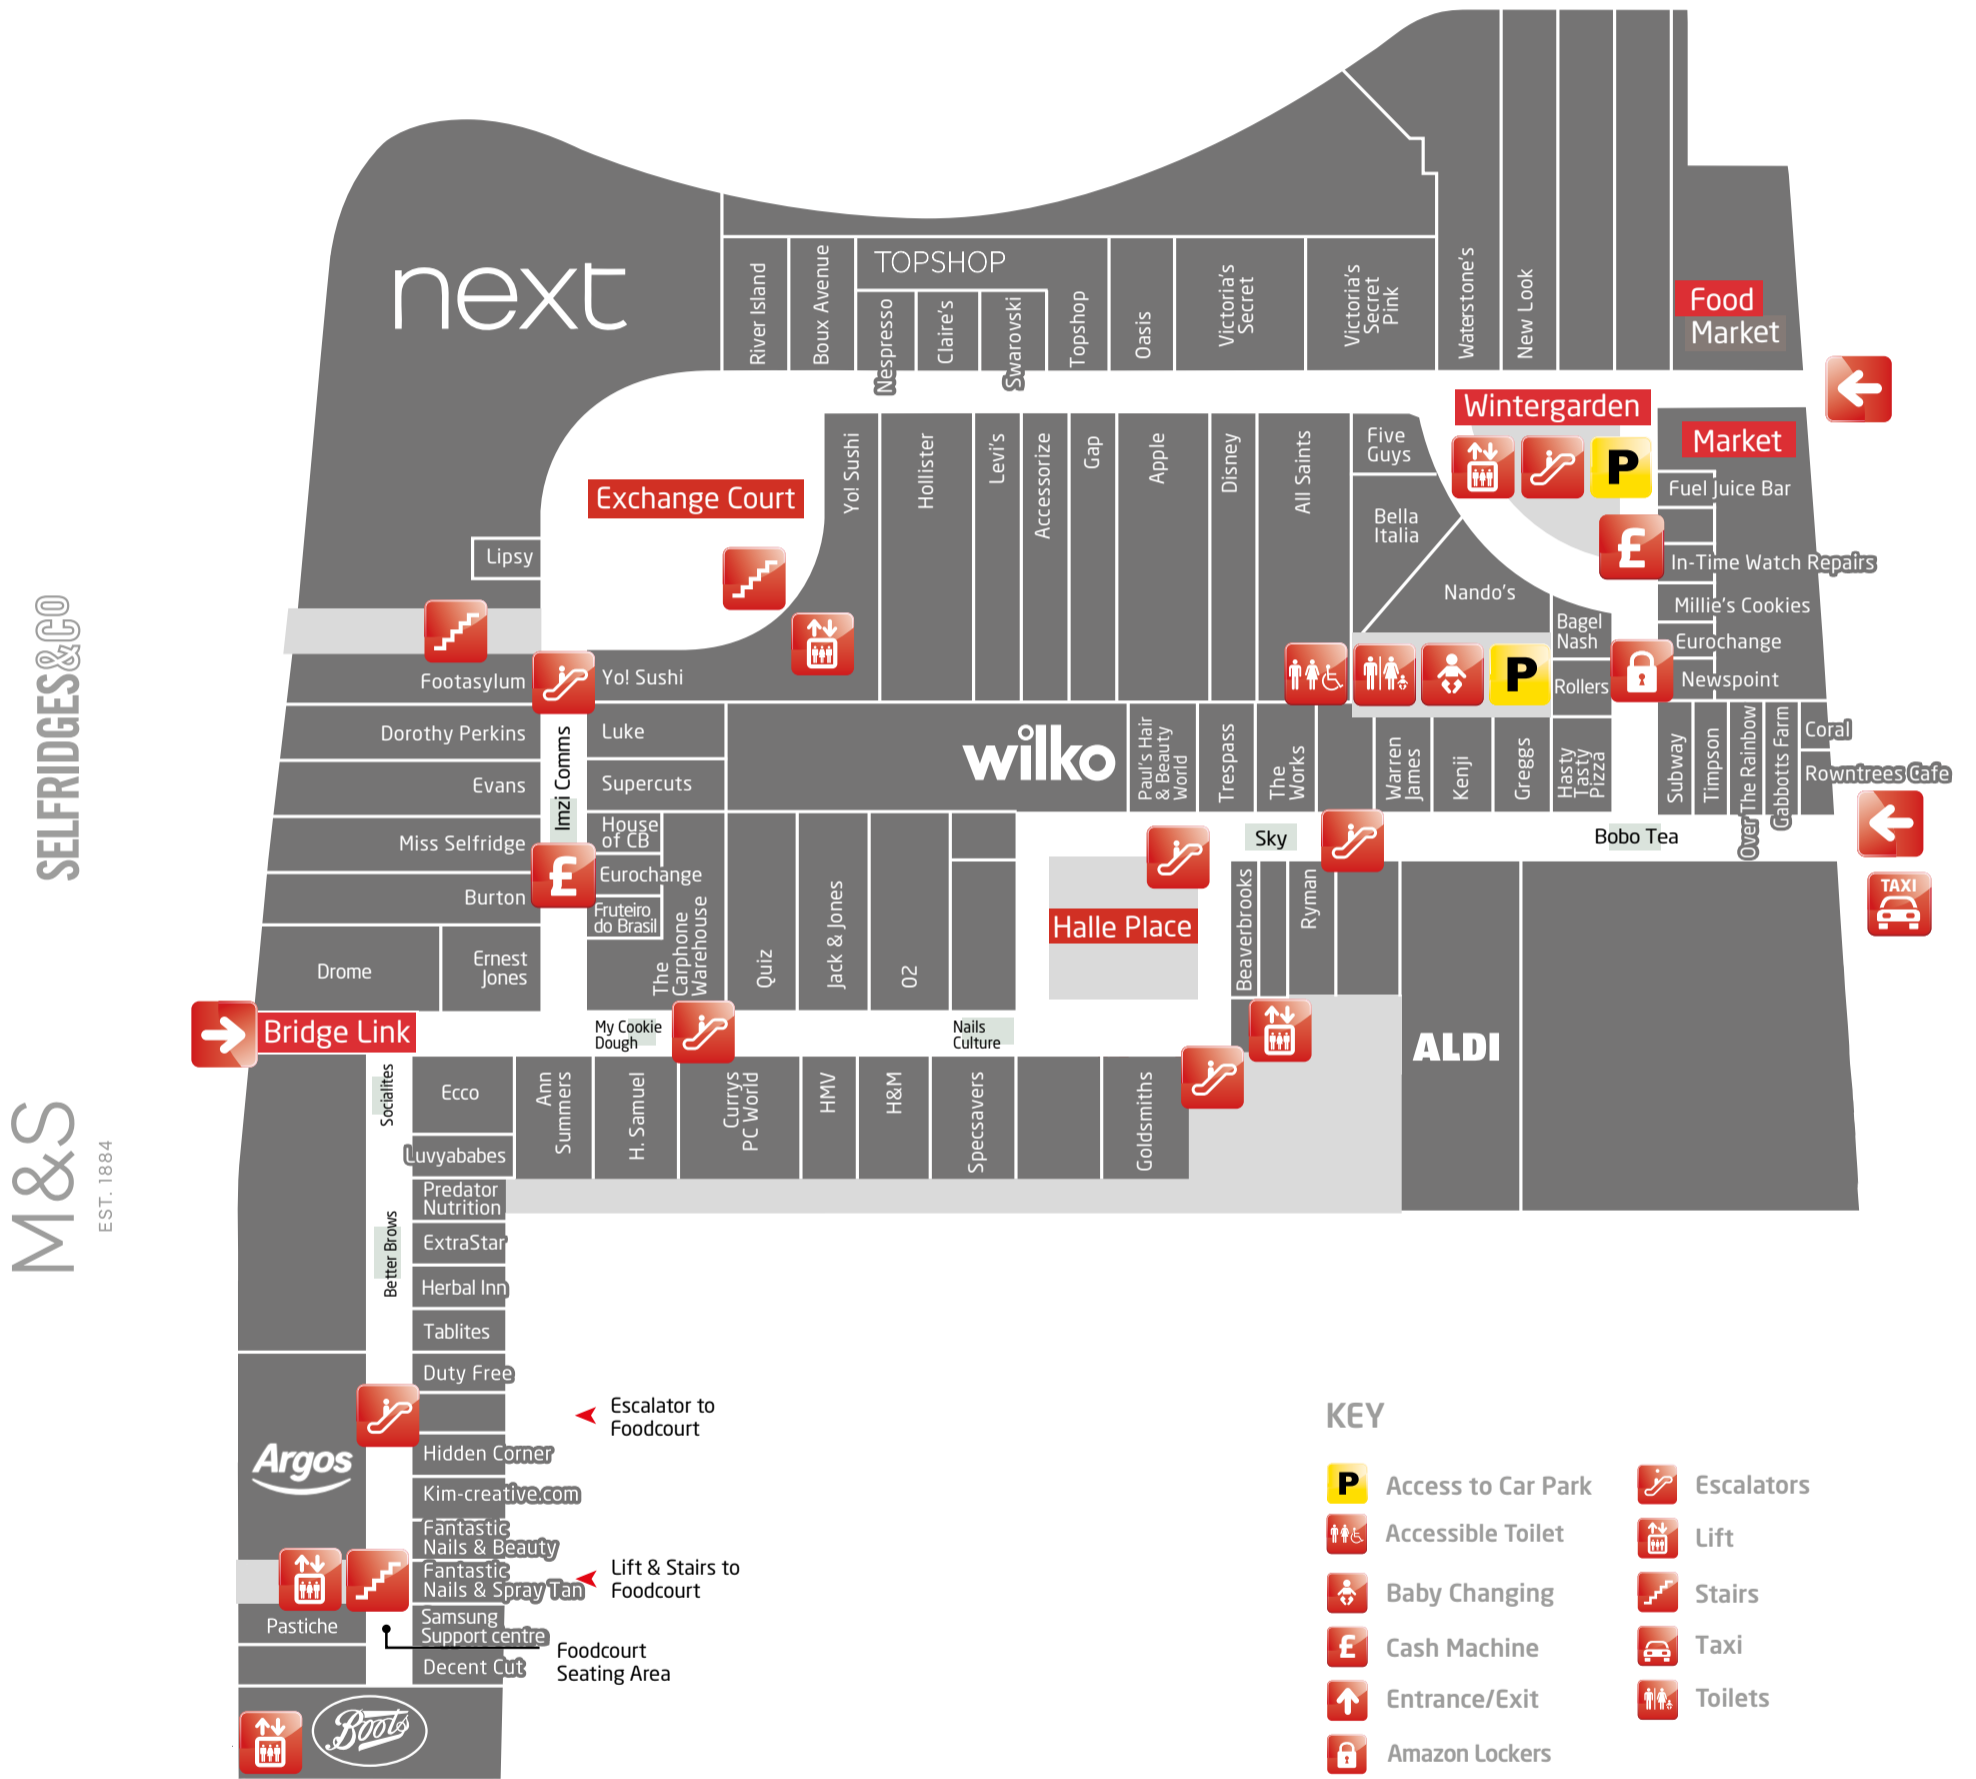 next
River Island
Boux Avenue
TOPSHOP
Nespresso
Claire's
Swarovski
Topshop
Oasis
Victoria's
Secret
Victoria's
Secret
Pink
Waterstone's
New Look
Food
Market
Wintergarden
Market
P
£
Fuel Juice Bar
In-Time Watch Repairs
Millie's Cookies
Eurochange
Newspoint
Exchange Court
Yo! Sushi
Hollister
Levi's
Accessorize
Gap
Apple
Disney
All Saints
Five
Guys
Bella
Italia
Nando's
Bagel
Nash
Rollers
P
Lipsy
Footasylum
Yo! Sushi
SELFRIDGES&CO
Dorothy Perkins
Evans
Miss Selfridge
Burton
Drome
Ernest
Jones
Imzi Comms
£
Luke
Supercuts
House
of CB
Eurochange
Fruteiro
do Brasil
The
Carphone
Warehouse
wilko
Paul's Hair
& Beauty
World
Trespass
The
Works
Warren
James
Kenji
Greggs
Hasty
Tasty
Pizza
Subway
Timpson
Over The Rainbow
Gabbotts Farm
Coral
Rowntrees Cafe
Quiz
Jack & Jones
O2
Sky
Bobo Tea
TAXI
Halle Place
Beaverbrooks
Ryman
ALDI
Bridge Link
My Cookie
Dough
Nails
Culture
M&S
EST. 1884
Socialites
Ecco
Luvyababes
Ann
Summers
H. Samuel
Currys
PC World
HMV
H&M
Specsavers
Goldsmiths
Better Brows
Predator
Nutrition
ExtraStar
Herbal Inn
Tablites
Duty Free
Hidden Corner
Kim-creative.com
Fantastic
Nails & Beauty
Fantastic
Nails & Spray Tan
Samsung
Support centre
Decent Cut
Argos
Pastiche
Boots
Escalator to
Foodcourt
Lift & Stairs to
Foodcourt
Foodcourt
Seating Area
KEY
P
Access to Car Park
Accessible Toilet
Baby Changing
£
Cash Machine
Entrance/Exit
Amazon Lockers
Escalators
Lift
Stairs
Taxi
Toilets